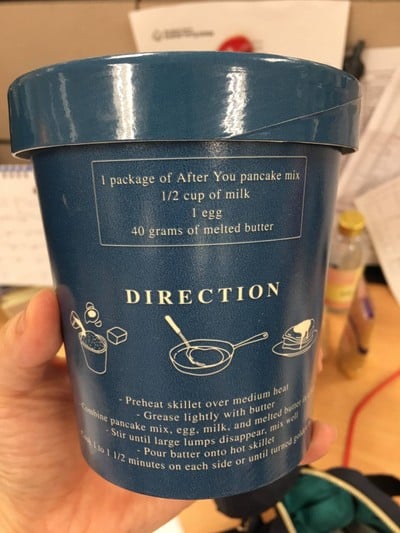 1 package of After You pancake mix
1/2 cup of milk
1 egg
40 grams of melted butter
DIRECTION
- Preheat skillet over medium heat
- Grease lightly with butter
Combine pancake mix, egg, milk, and melted butter
- Stir until large lumps disappear, mix well
- Pour batter onto hot skillet
1 to 1 1/2 minutes on each side or until turned